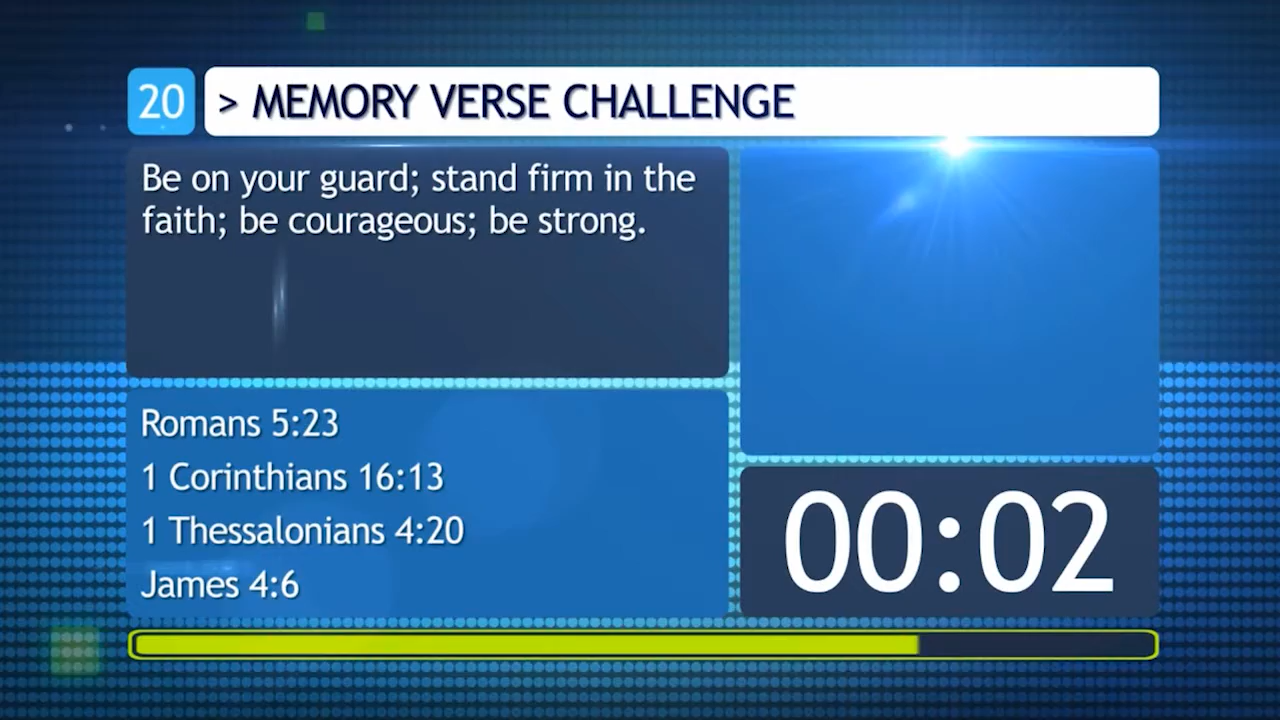 20 > MEMORY VERSE CHALLENGE
Be on your guard; stand firm in the
faith; be courageous; be strong.
Romans 5:23
1 Corinthians 16:13
1 Thessalonians 4:20
James 4:6
00:02